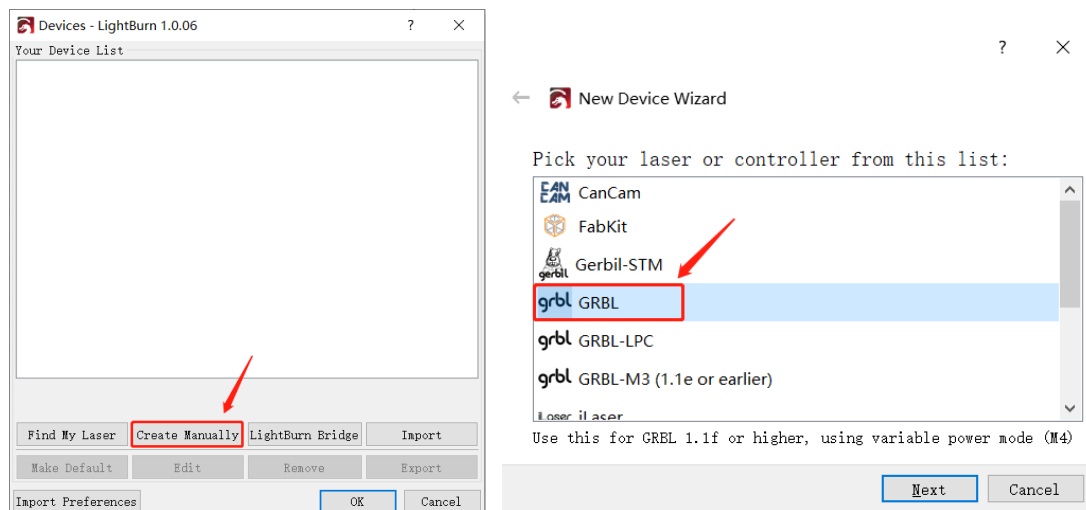 Devices - LightBurn 1.0.06
Your Device List
Find My Laser Create Manually LightBurn Bridge Import
Make Default Edit Remove Export
Import Preferences OK Cancel
New Device Wizard
Pick your laser or controller from this list:
CAN CAM CanCam
FabKit
gerbil Gerbil-STM
grbl GRBL
grbl GRBL-LPC
grbl GRBL-M3 (1.1e or earlier)
iLaser iLaser
Use this for GRBL 1.1f or higher, using variable power mode (M4)
Next Cancel